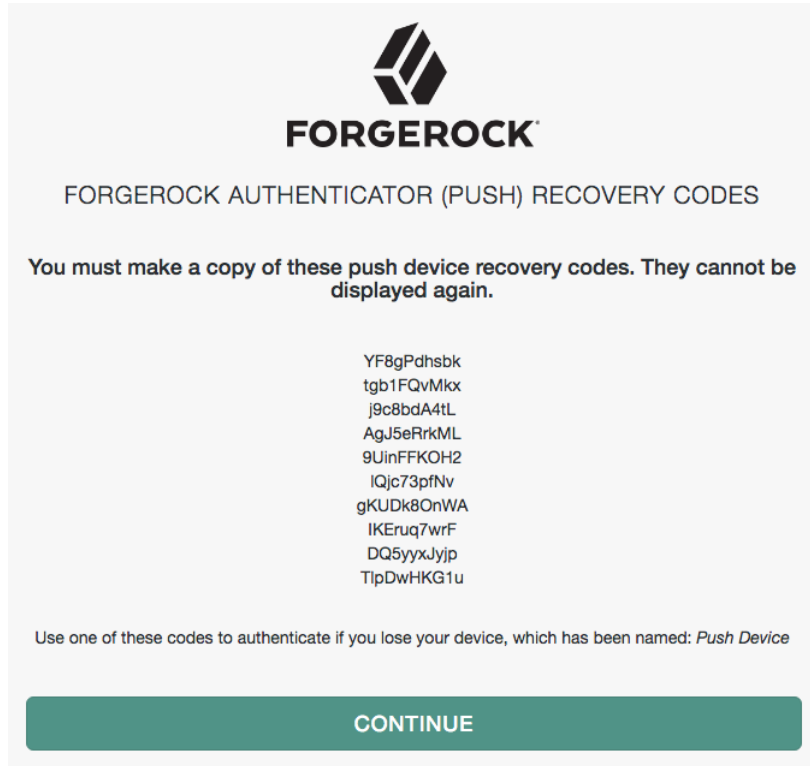 FORGEROCK
FORGEROCK AUTHENTICATOR (PUSH) RECOVERY CODES
You must make a copy of these push device recovery codes. They cannot be
displayed again.
YF8gPdhsbk
tgb1FQvMkx
j9c8bdA4tL
AgJ5eRrkML
9UinFFKOH2
lQjc73pfNv
gKUDk8OnWA
IKEruq7wrF
DQ5yyxJyjp
TlpDwHKG1u
Use one of these codes to authenticate if you lose your device, which has been named: Push Device
CONTINUE